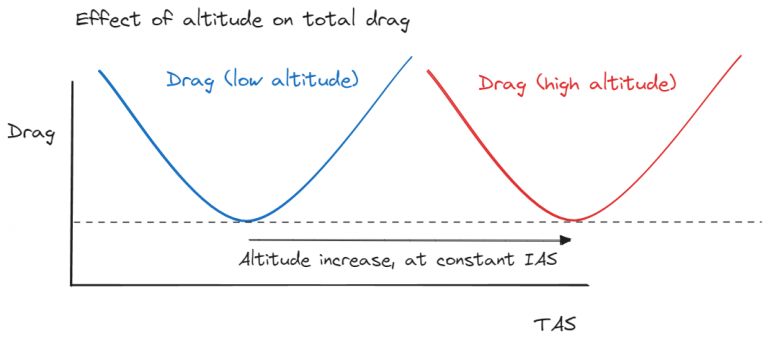 Effect of altitude on total drag
Drag (low altitude)
Drag (high altitude)
Drag
Altitude increase, at constant IAS
TAS